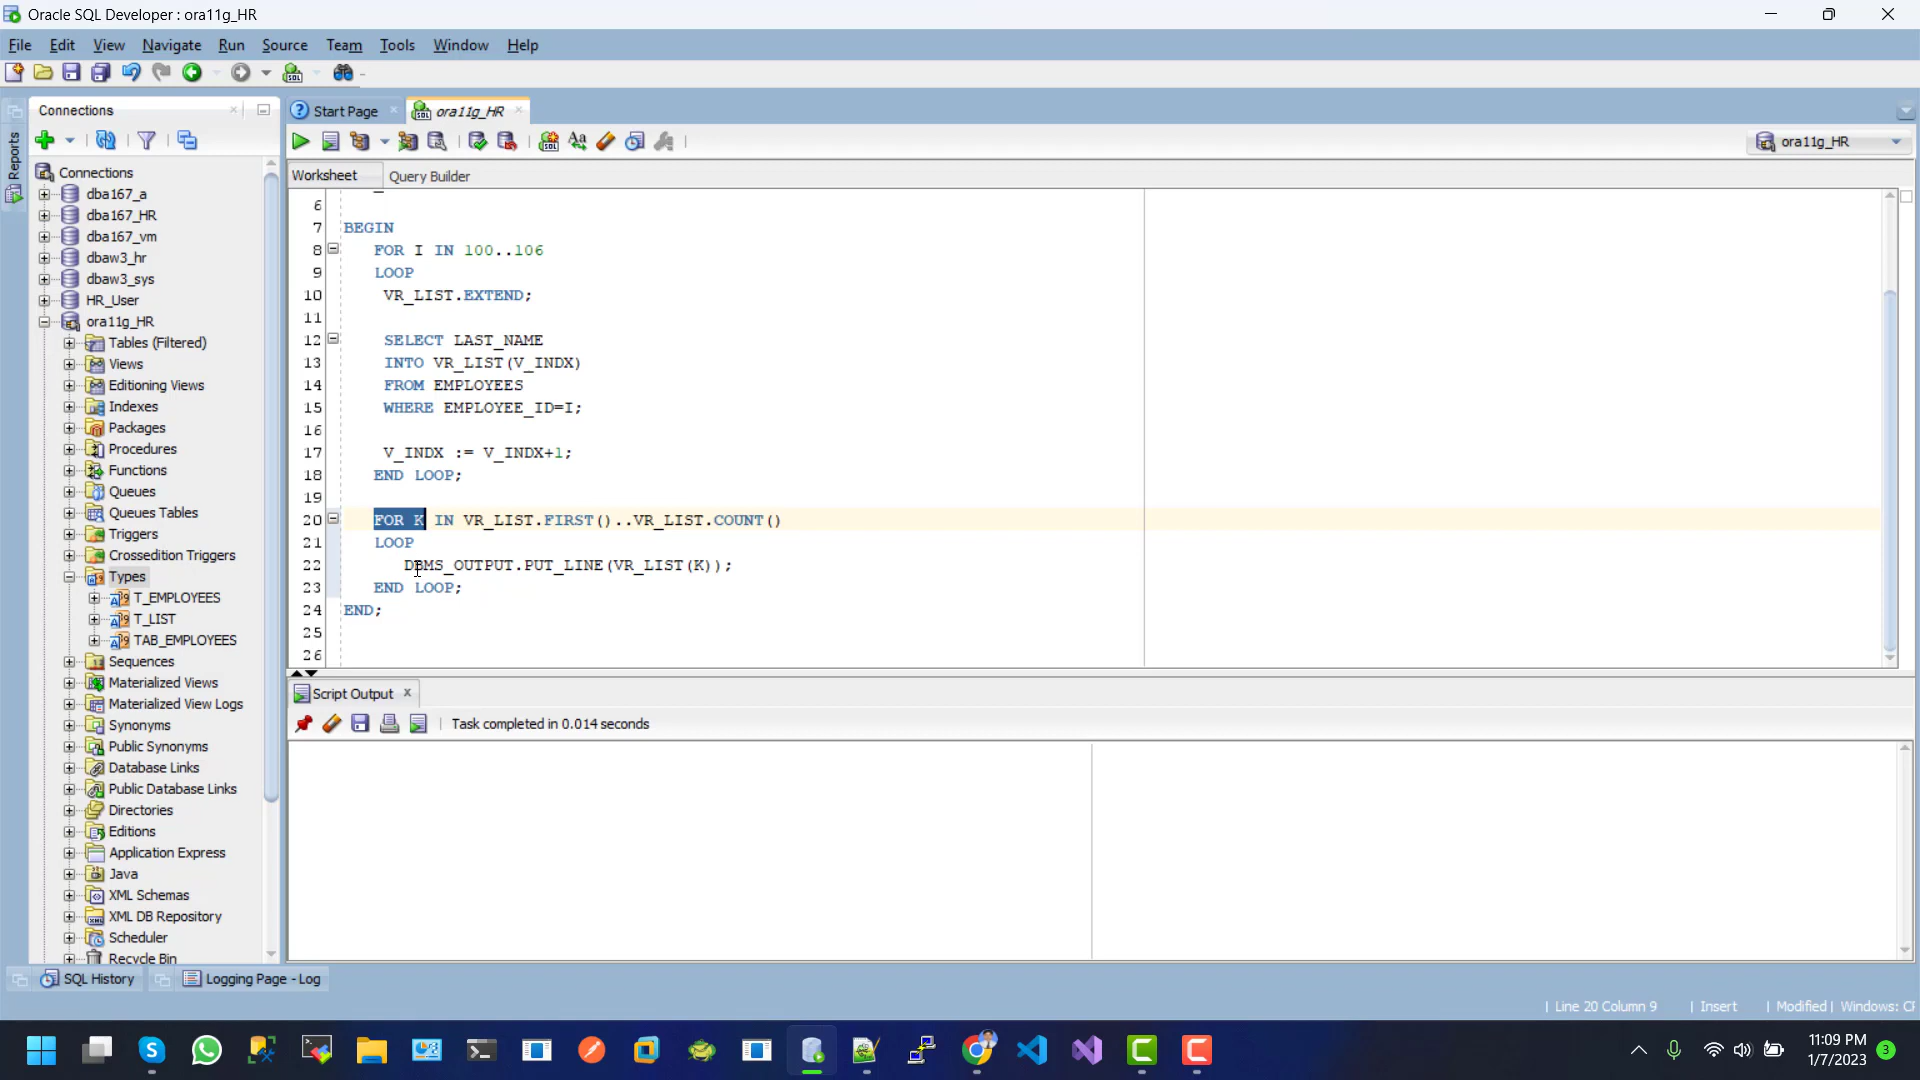 Oracle SQL Developer : ora11g_HR
File Edit View Navigate Run Source Team Tools Window Help
Connections
Start Page
ora11g_HR
Reports
ora11g_HR
Worksheet Query Builder
Connections
dba167_a
dba167_HR
dba167_vm
dbaw3_hr
dbaw3_sys
HR_User
ora11g_HR
Tables (Filtered)
Views
Editioning Views
Indexes
Packages
Procedures
Functions
Queues
Queues Tables
Triggers
Crossedition Triggers
Types
T_EMPLOYEES
T_LIST
TAB_EMPLOYEES
Sequences
Materialized Views
Materialized View Logs
Synonyms
Public Synonyms
Database Links
Public Database Links
Directories
Editions
Application Express
Java
XML Schemas
XML DB Repository
Scheduler
Recycle Bin
6
7 BEGIN
8 FOR I IN 100..106
9 LOOP
10 VR_LIST.EXTEND;
11
12 SELECT LAST_NAME
13 INTO VR_LIST(V_INDX)
14 FROM EMPLOYEES
15 WHERE EMPLOYEE_ID=I;
16
17 V_INDX := V_INDX+1;
18 END LOOP;
19
20 FOR K IN VR_LIST.FIRST()..VR_LIST.COUNT()
21 LOOP
22 DBMS_OUTPUT.PUT_LINE(VR_LIST(K));
23 END LOOP;
24 END;
25
26
Script Output
Task completed in 0.014 seconds
SQL History
Logging Page - Log
Line 20 Column 9 Insert Modified Windows: CF
11:09 PM
1/7/2023
3